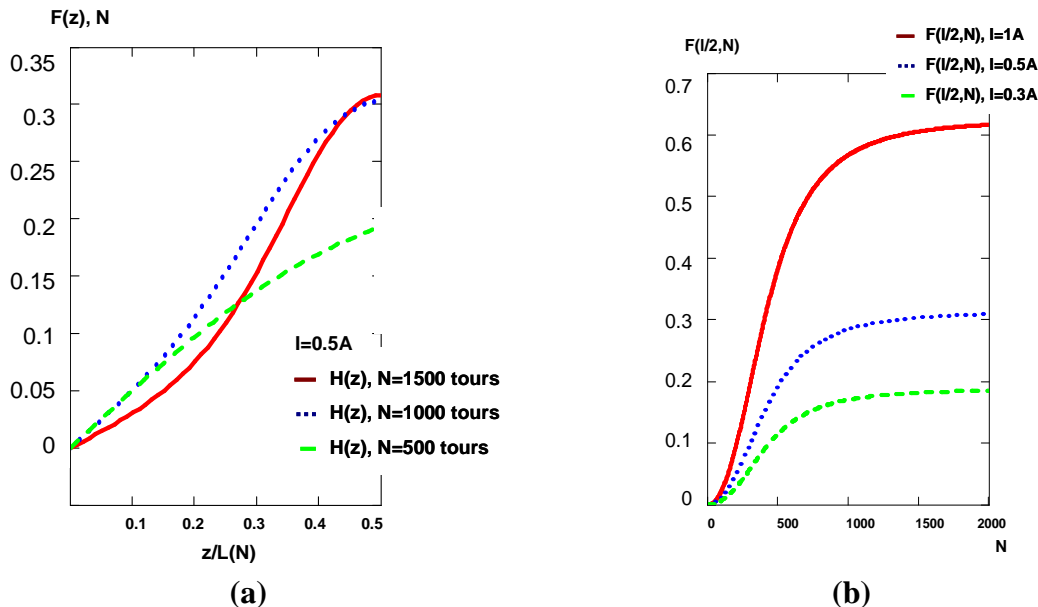 F(z), N
0.35
0.3
0.25
0.2
0.15
0.1
0.05
0
I=0.5A
H(z), N=1500 tours
H(z), N=1000 tours
H(z), N=500 tours
0.1 0.2 0.3 0.4 0.5
z/L(N)
(a)
F(l/2,N)
F(l/2,N), I=1A
F(l/2,N), I=0.5A
F(l/2,N), I=0.3A
0.7
0.6
0.5
0.4
0.3
0.2
0.1
0
0 500 1000 1500 2000
N
(b)